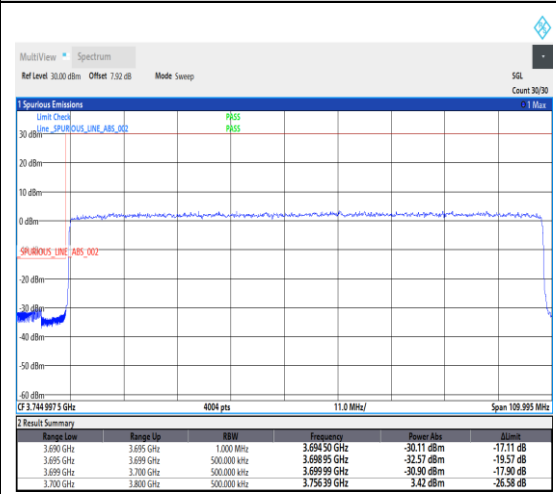 MultiView Spectrum
Ref Level 30.00 dBm Offset 7.92 dB Mode Sweep SGL
Count 30/30
1 Spurious Emissions 1 Max
Limit Check PASS
Line _SPURIOUS_LINE_ABS_002 PASS
30 dBm
20 dBm
10 dBm
0 dBm
_SPURIOUS_LINE_ABS_002
-20 dBm
-30 dBm
-40 dBm
-50 dBm
-60 dBm
CF 3.744 997 5 GHz 4004 pts 11.0 MHz/ Span 109.995 MHz
2 Result Summary
Range Low Range Up RBW Frequency Power Abs ΔLimit
3.690 GHz 3.695 GHz 1.000 MHz 3.694 50 GHz -30.11 dBm -17.11 dB
3.695 GHz 3.699 GHz 500.000 kHz 3.698 95 GHz -32.57 dBm -19.57 dB
3.699 GHz 3.700 GHz 500.000 kHz 3.699 99 GHz -30.90 dBm -17.90 dB
3.700 GHz 3.800 GHz 500.000 kHz 3.756 39 GHz 3.42 dBm -26.58 dB